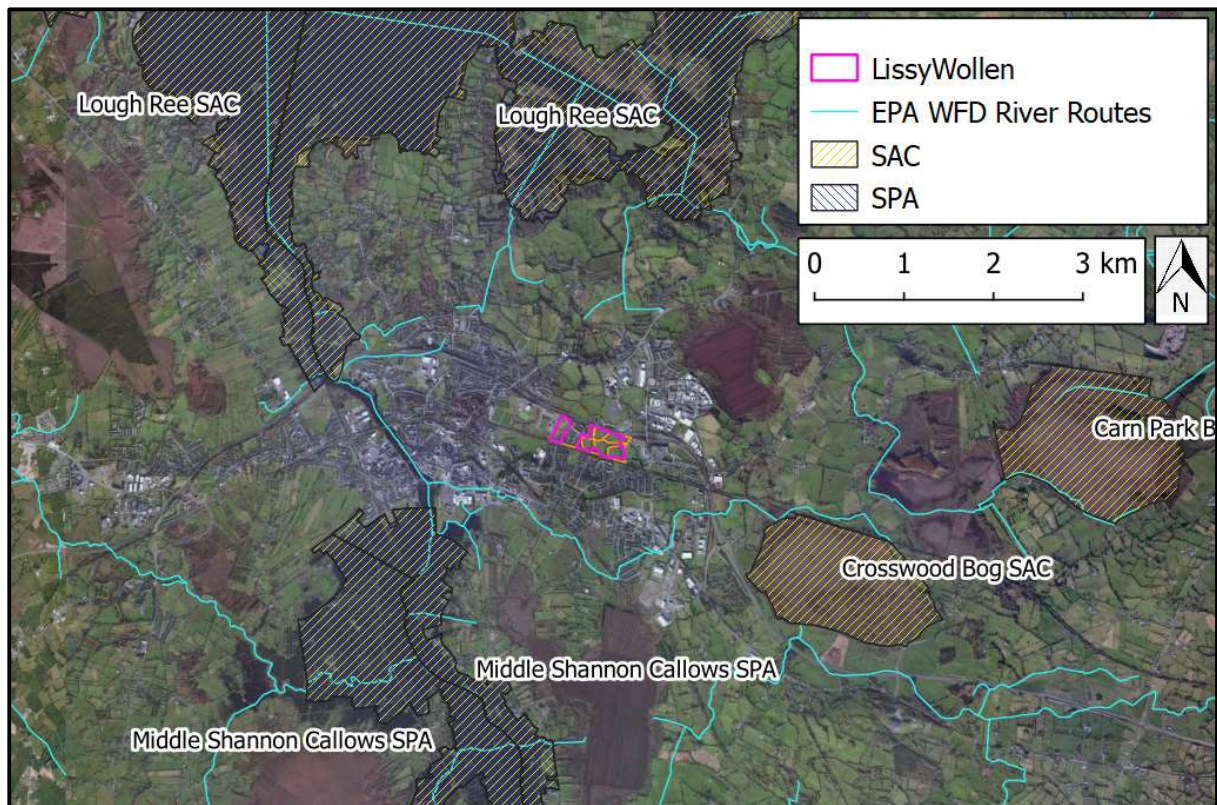 Lough Ree SAC
Lough Ree SAC
LissyWollen
EPA WFD River Routes
SAC
SPA
0 1 2 3 km
N
Carn Park B
Crosswood Bog SAC
Middle Shannon Callows SPA
Middle Shannon Callows SPA